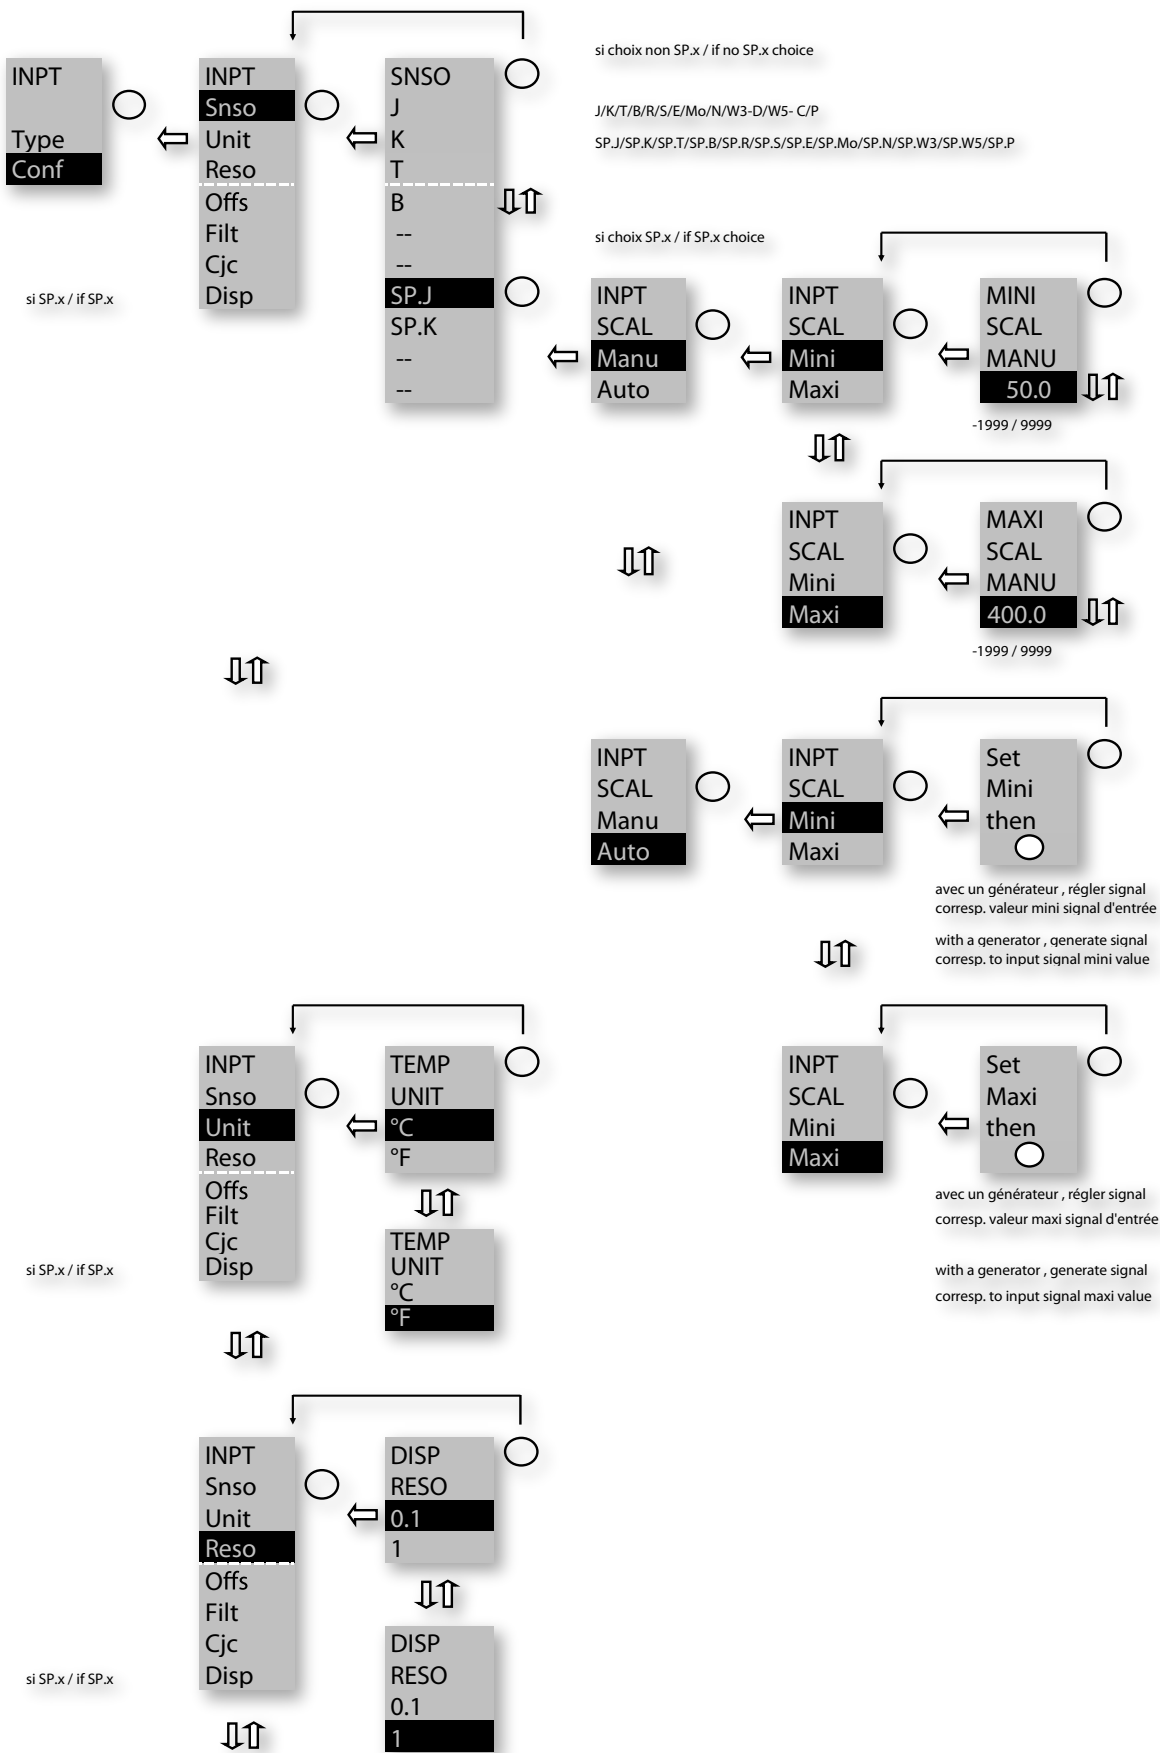 INPT
Type
Conf
INPT
Snso
Unit
Reso
Offs
Filt
Cjc
Disp
si SP.x / if SP.x
SNSO
J
K
T
B
--
--
SP.J
SP.K
--
--
si choix non SP.x / if no SP.x choice
J/K/T/B/R/S/E/Mo/N/W3-D/W5- C/P
SP.J/SP.K/SP.T/SP.B/SP.R/SP.S/SP.E/SP.Mo/SP.N/SP.W3/SP.W5/SP.P
si choix SP.x / if SP.x choice
INPT
SCAL
Manu
Auto
INPT
SCAL
Mini
Maxi
MINI
SCAL
MANU
50.0
-1999 / 9999
INPT
SCAL
Mini
Maxi
MAXI
SCAL
MANU
400.0
-1999 / 9999
INPT
SCAL
Manu
Auto
INPT
SCAL
Mini
Maxi
Set
Mini
then
avec un générateur , régler signal
corresp. valeur mini signal d'entrée
with a generator , generate signal
corresp. to input signal mini value
INPT
SCAL
Mini
Maxi
Set
Maxi
then
avec un générateur , régler signal
corresp. valeur maxi signal d'entrée
with a generator , generate signal
corresp. to input signal maxi value
INPT
Snso
Unit
Reso
Offs
Filt
Cjc
Disp
si SP.x / if SP.x
TEMP
UNIT
°C
°F
TEMP
UNIT
°C
°F
INPT
Snso
Unit
Reso
Offs
Filt
Cjc
Disp
si SP.x / if SP.x
DISP
RESO
0.1
1
DISP
RESO
0.1
1